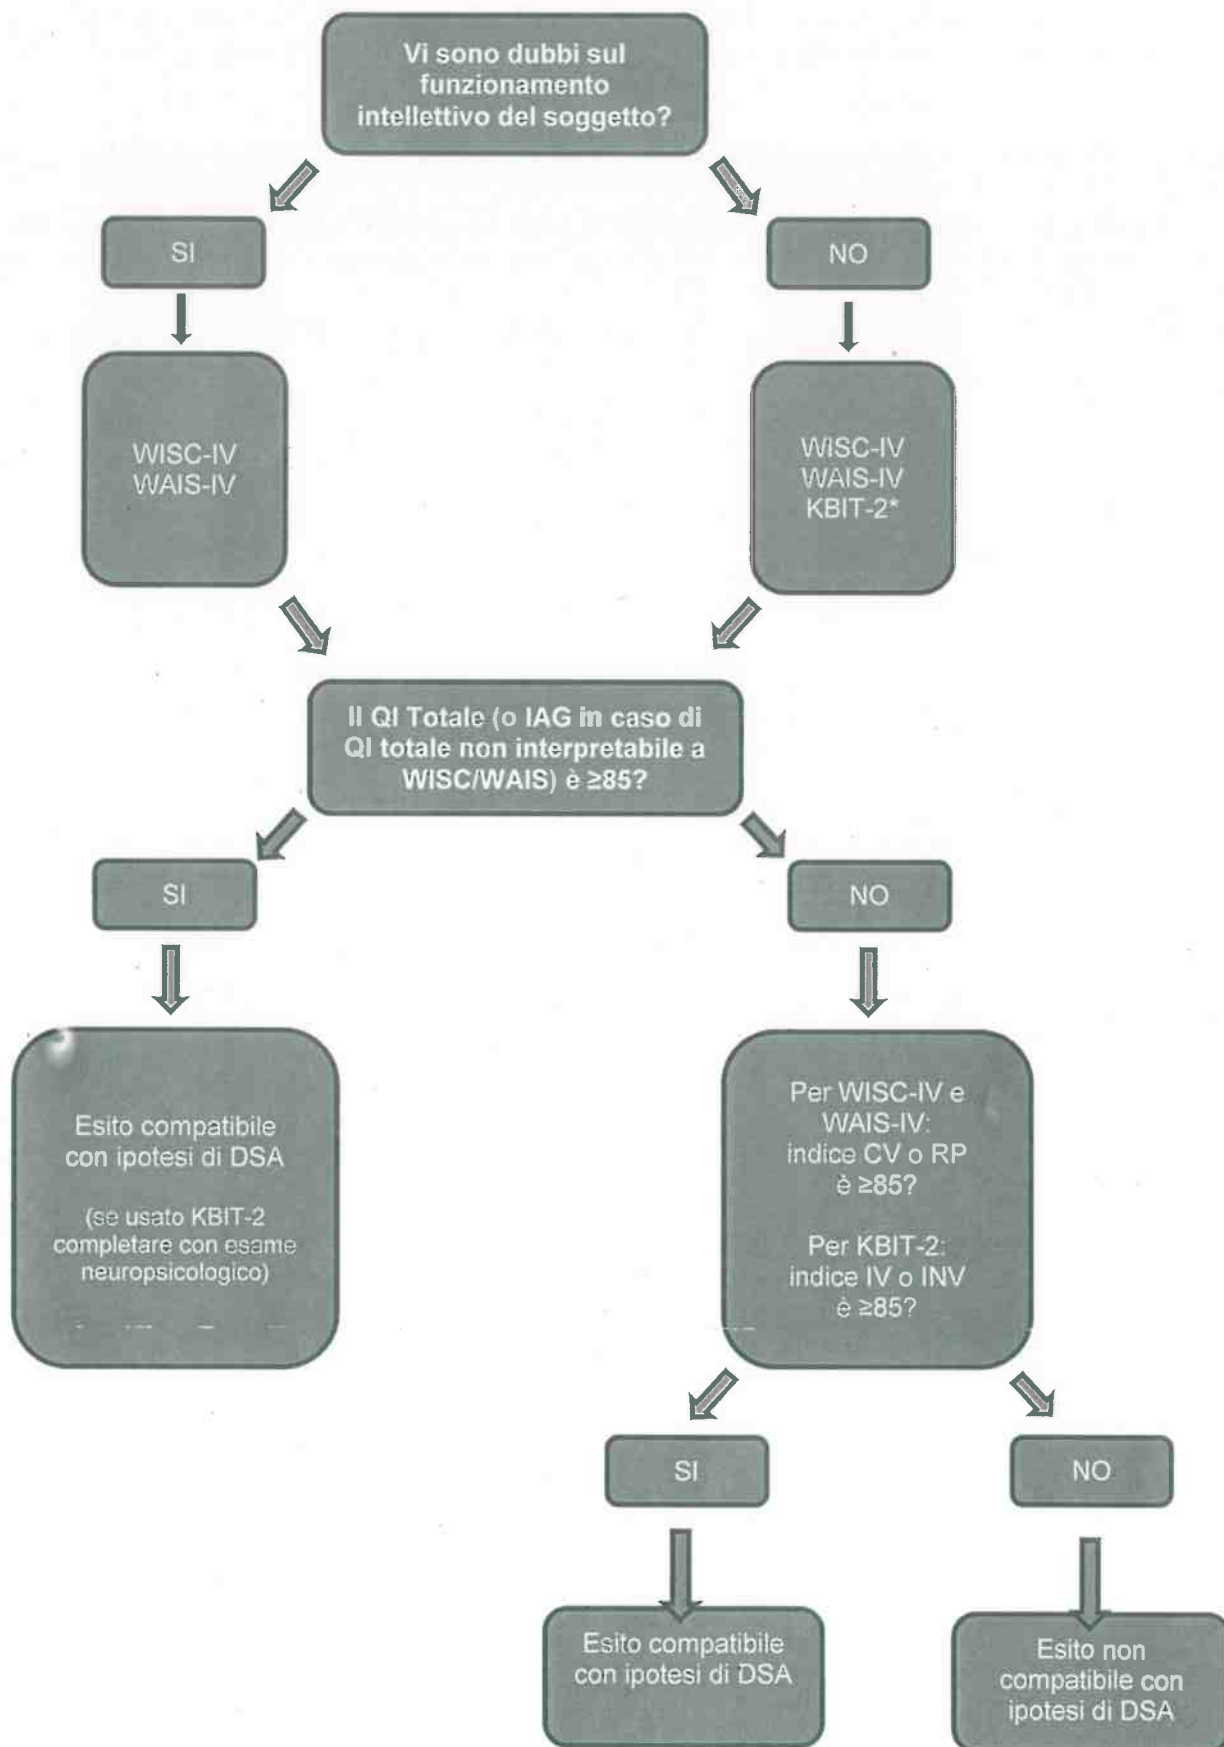 Vi sono dubbi sul
funzionamento
intellettivo del soggetto?
SI
NO
WISC-IV
WAIS-IV
WISC-IV
WAIS-IV
KBIT-2*
Il QI Totale (o IAG in caso di
QI totale non interpretabile a
WISC/WAIS) è ≥85?
SI
NO
Esito compatibile
con ipotesi di DSA
(se usato KBIT-2
completare con esame
neuropsicologico)
Per WISC-IV e
WAIS-IV:
indice CV o RP
è ≥85?
Per KBIT-2:
indice IV o INV
è ≥85?
SI
NO
Esito compatibile
con ipotesi di DSA
Esito non
compatibile con
ipotesi di DSA